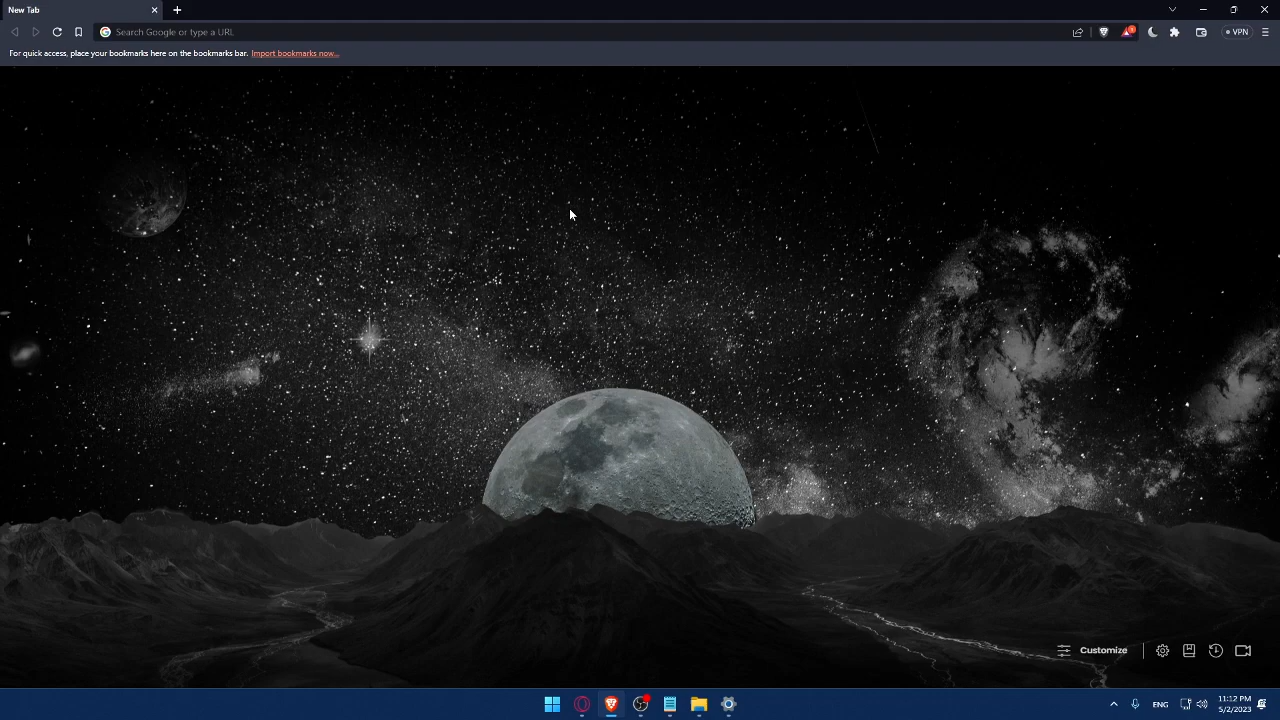 New Tab
Search Google or type a URL
1
VPN
For quick access, place your bookmarks here on the bookmarks bar. Import bookmarks now...
Customize
ENG
11:12 PM
5/2/2023